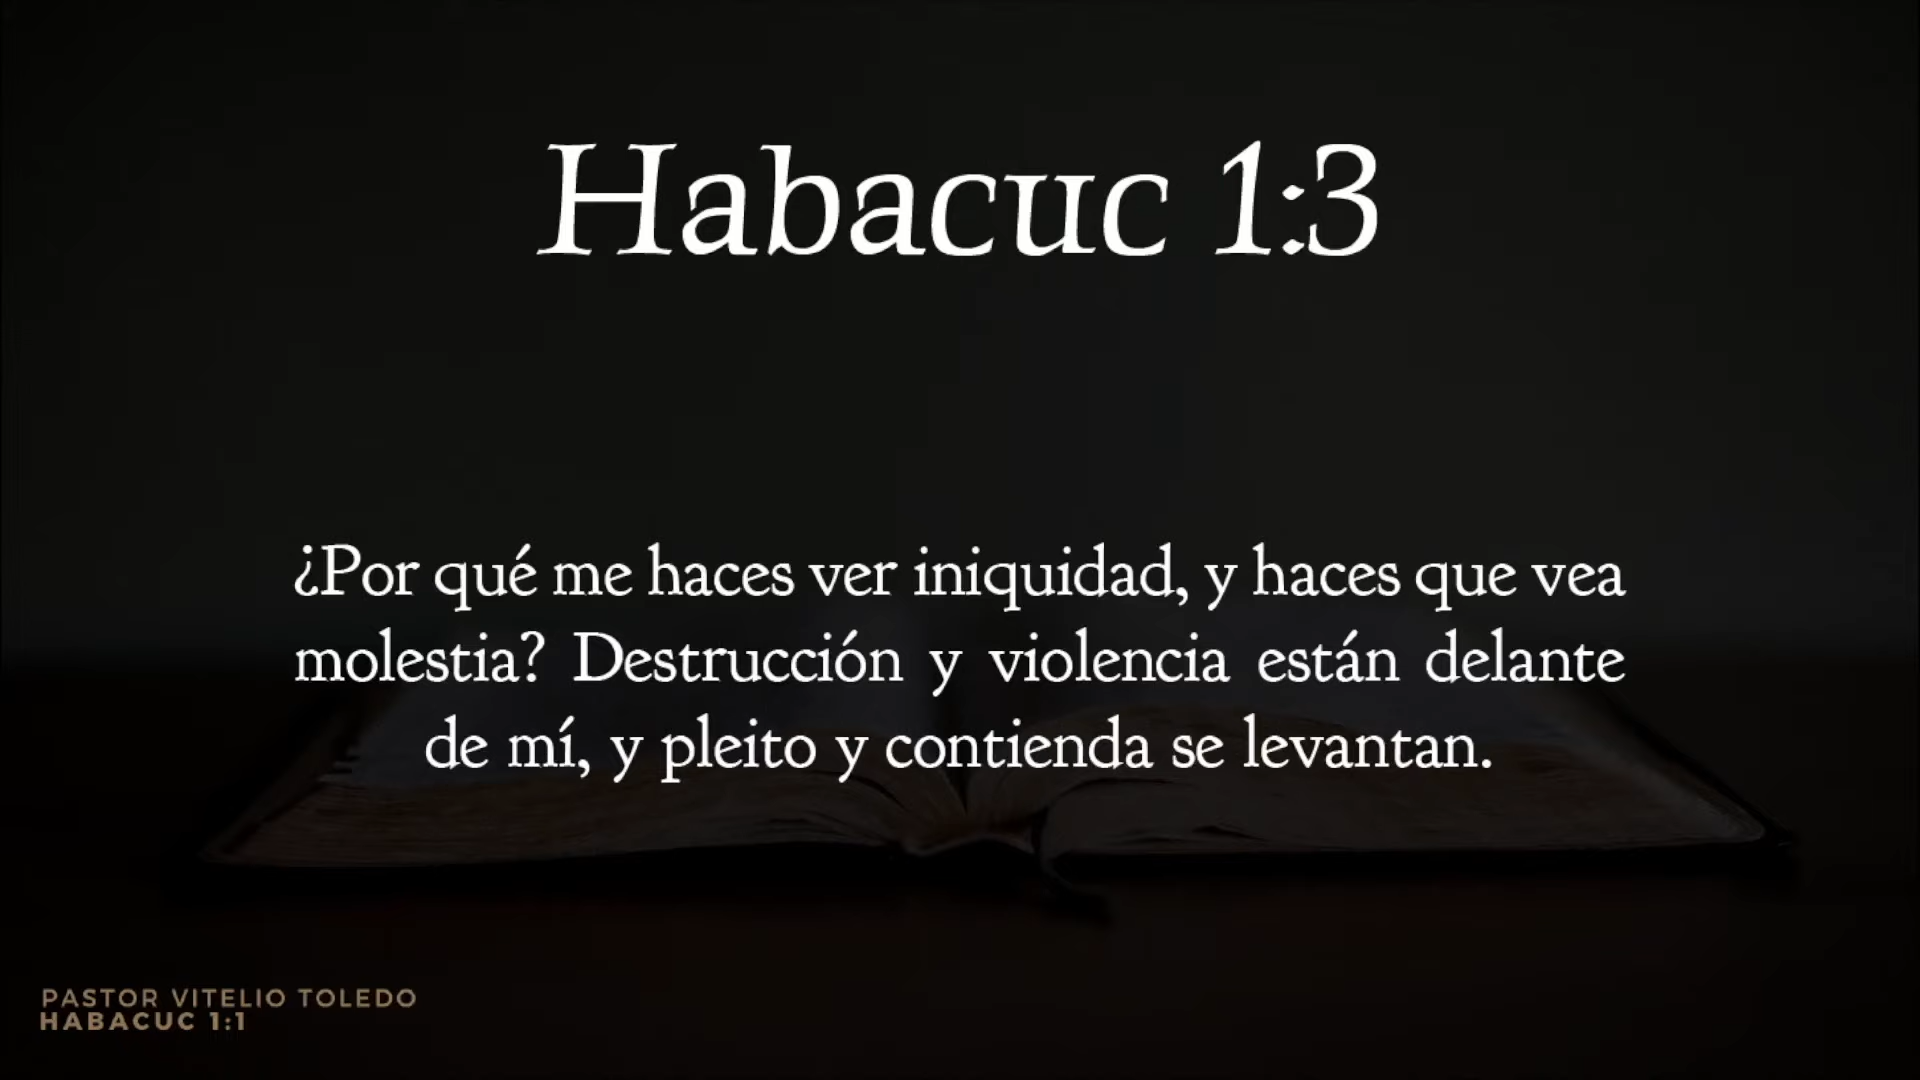 Habacuc 1:3
¿Por qué me haces ver iniquidad, y haces que vea
molestia? Destrucción y violencia están delante
de mí, y pleito y contienda se levantan.
PASTOR VITELIO TOLEDO
HABACUC 1:1